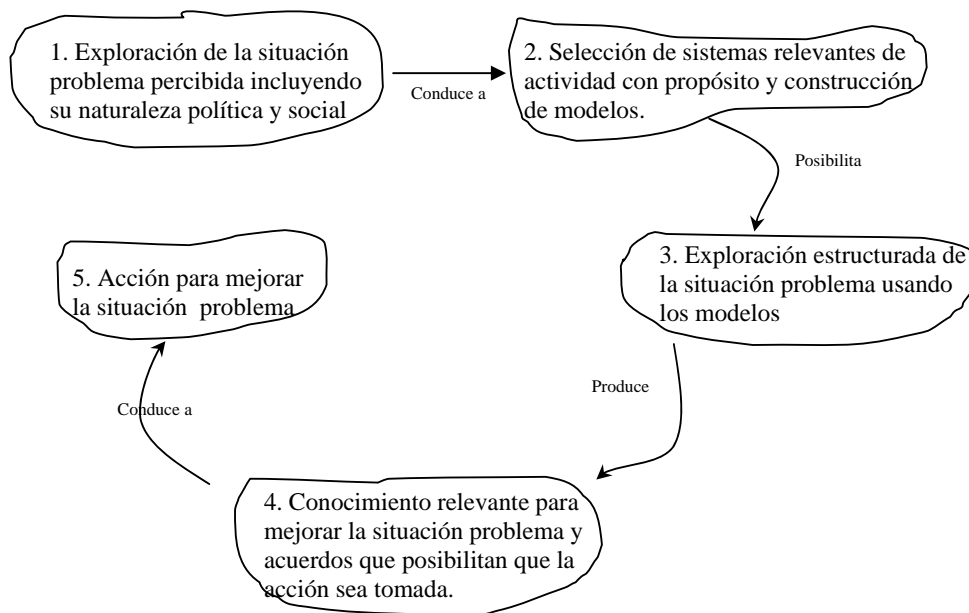 1. Exploración de la situación
problema percibida incluyendo
su naturaleza política y social
Conduce a
2. Selección de sistemas relevantes de
actividad con propósito y construcción
de modelos.
Posibilita
3. Exploración estructurada de
la situación problema usando
los modelos
Produce
4. Conocimiento relevante para
mejorar la situación problema y
acuerdos que posibilitan que la
acción sea tomada.
Conduce a
5. Acción para mejorar
la situación  problema